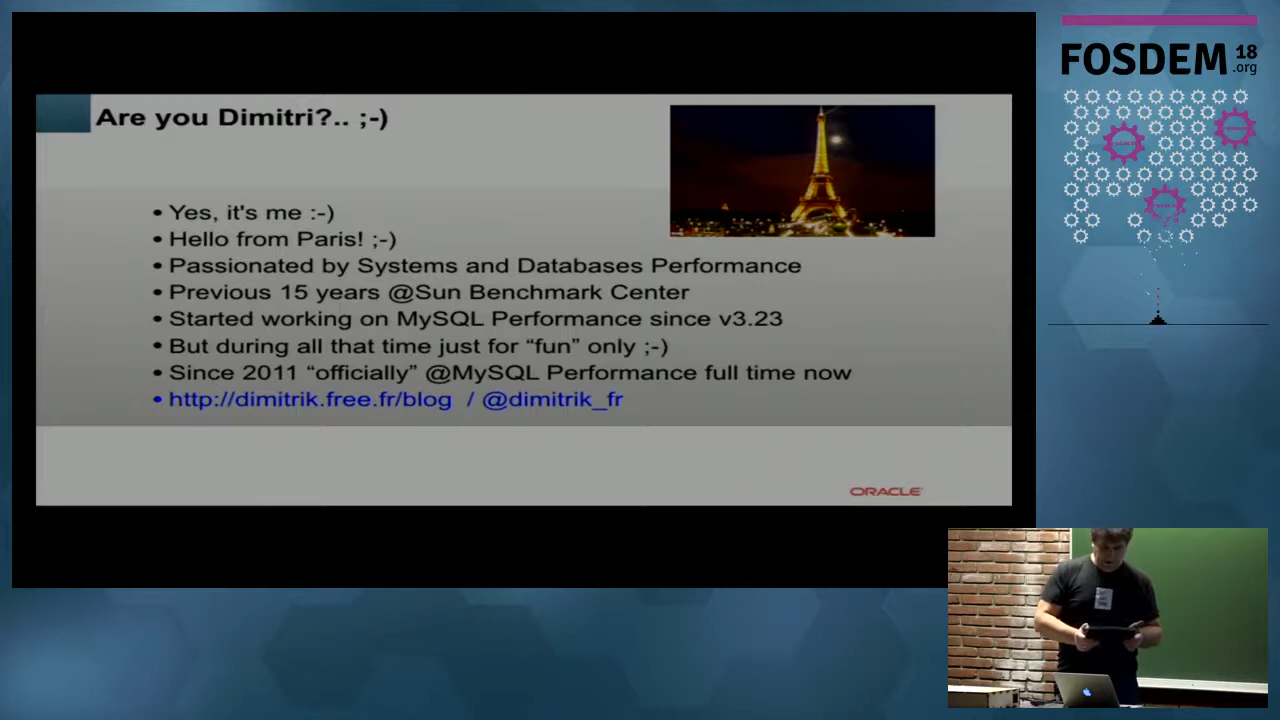 FOSDEM 18
.org
Are you Dimitri?.. ;-)
• Yes, it's me :-)
• Hello from Paris! ;-)
• Passionated by Systems and Databases Performance
• Previous 15 years @Sun Benchmark Center
• Started working on MySQL Performance since v3.23
• But during all that time just for “fun” only ;-)
• Since 2011 “officially” @MySQL Performance full time now
• http://dimitrik.free.fr/blog / @dimitrik_fr
ORACLE